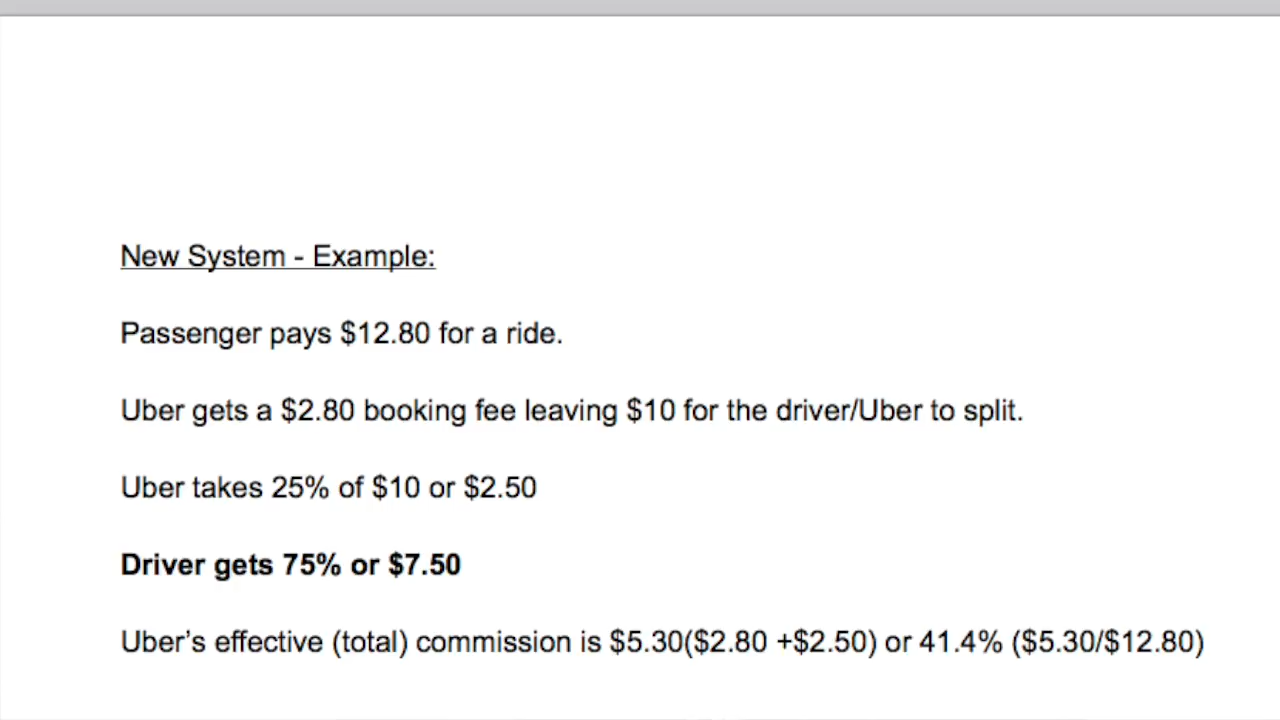 New System - Example:
Passenger pays $12.80 for a ride.
Uber gets a $2.80 booking fee leaving $10 for the driver/Uber to split.
Uber takes 25% of $10 or $2.50
Driver gets 75% or $7.50
Uber’s effective (total) commission is $5.30($2.80 +$2.50) or 41.4% ($5.30/$12.80)